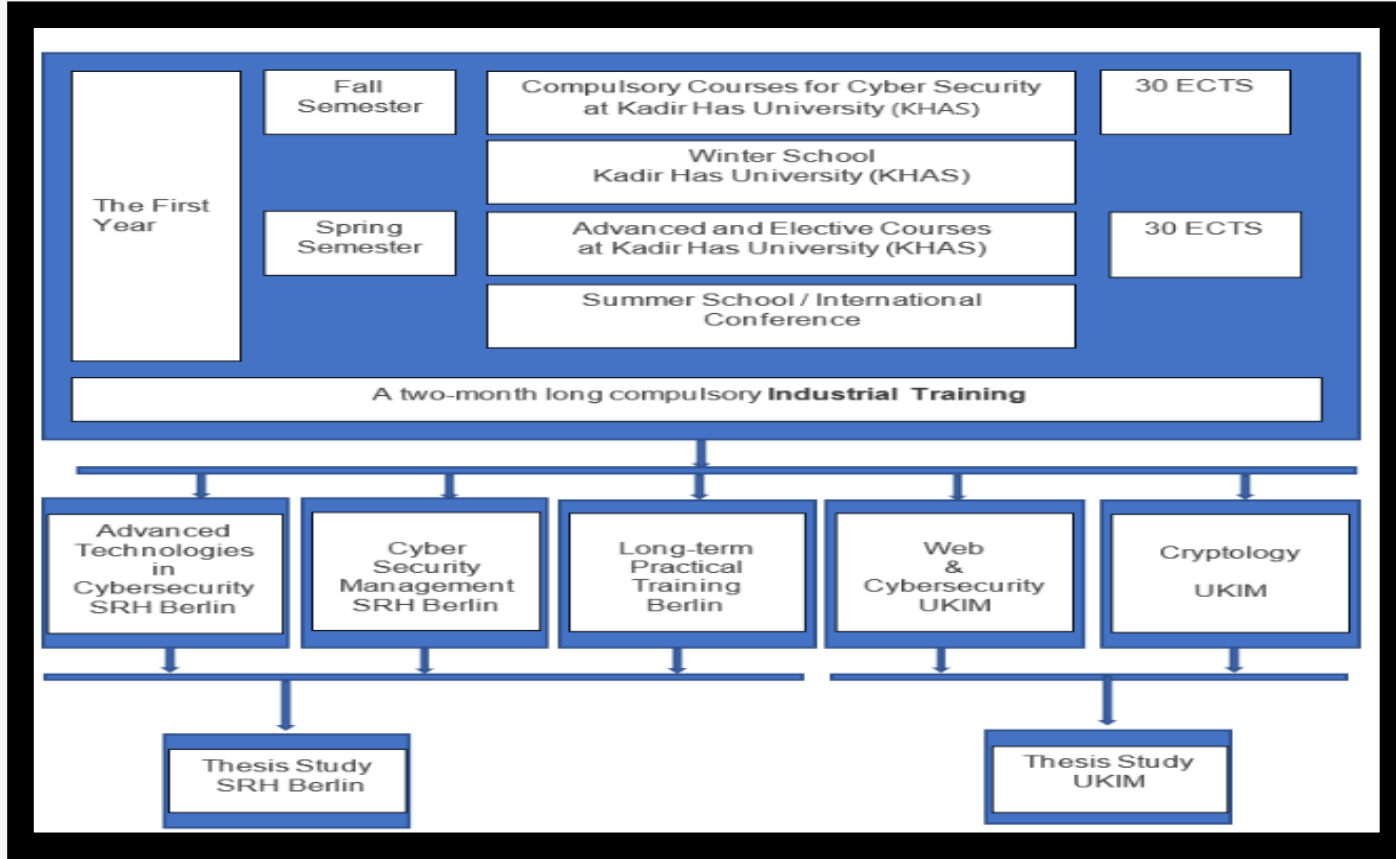 The First
Year
Fall
Semester
Compulsory Courses for Cyber Security
at Kadir Has University (KHAS)
30 ECTS
Winter School
Kadir Has University (KHAS)
Spring
Semester
Advanced and Elective Courses
at Kadir Has University (KHAS)
30 ECTS
Summer School / International
Conference
A two-month long compulsory Industrial Training
Advanced
Technologies
in
Cybersecurity
SRH Berlin
Cyber
Security
Management
SRH Berlin
Long-term
Practical
Training
Berlin
Web
&
Cybersecurity
UKIM
Cryptology
UKIM
Thesis Study
SRH Berlin
Thesis Study
UKIM